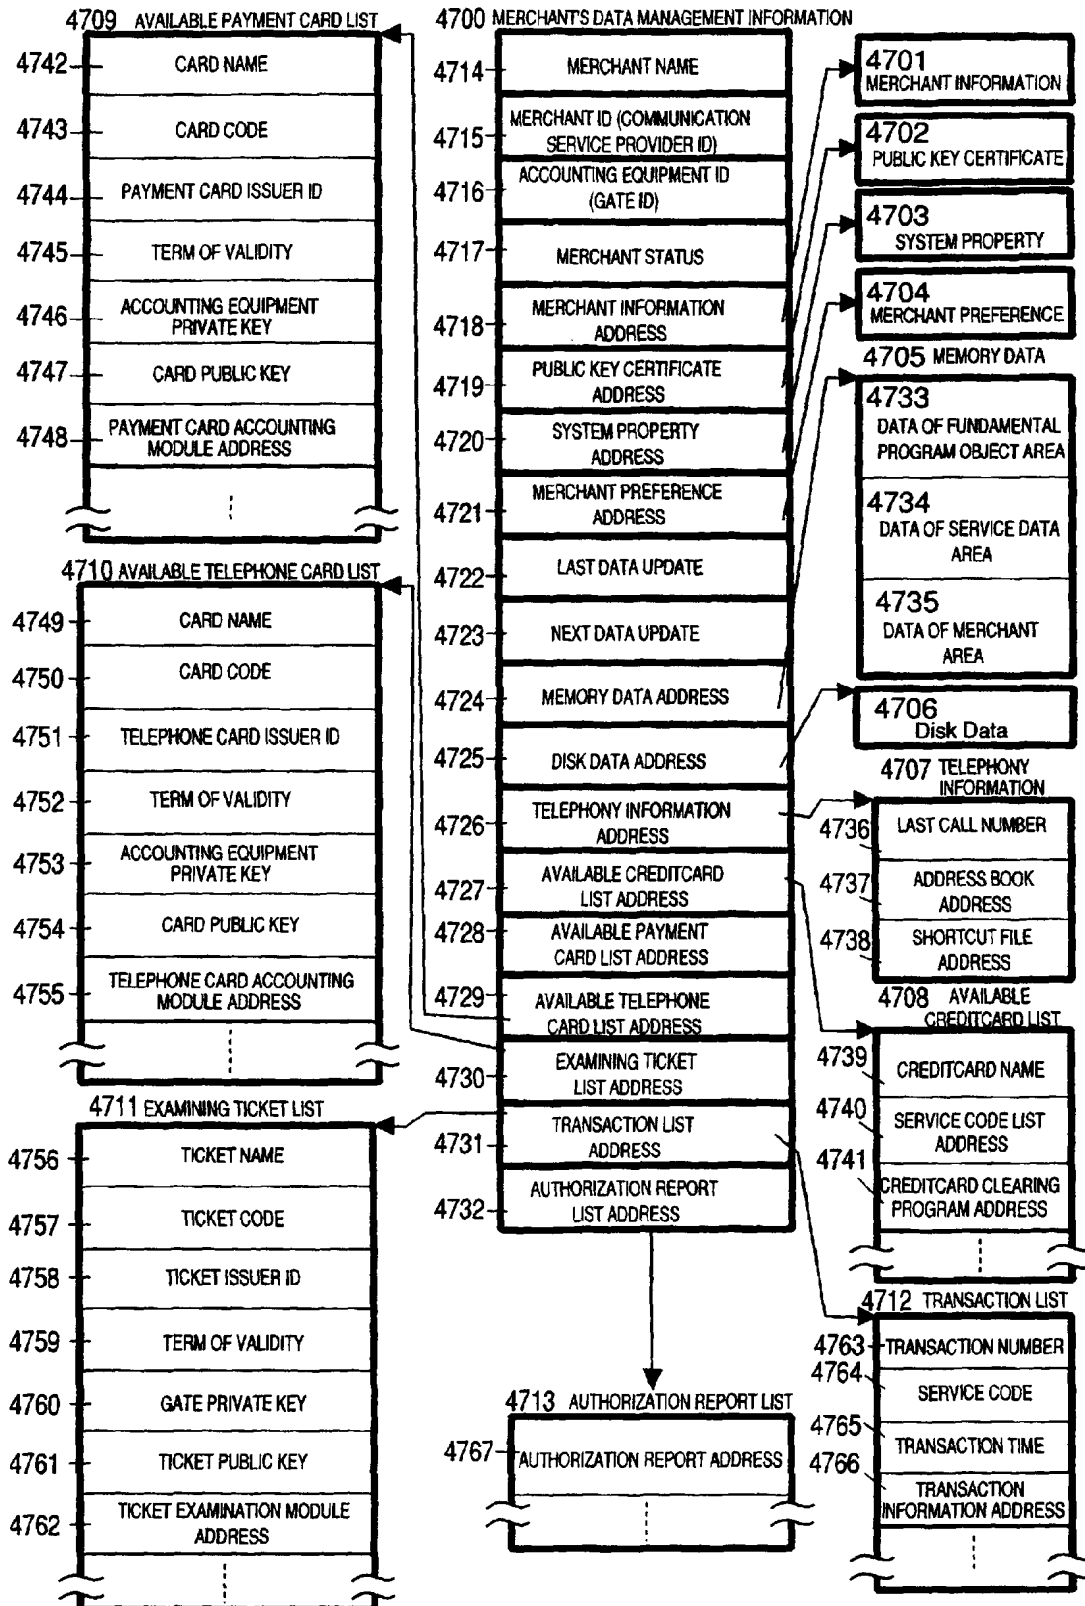 4709 AVAILABLE PAYMENT CARD LIST
4742 CARD NAME
4743 CARD CODE
4744 PAYMENT CARD ISSUER ID
4745 TERM OF VALIDITY
4746 ACCOUNTING EQUIPMENT
PRIVATE KEY
4747 CARD PUBLIC KEY
4748 PAYMENT CARD ACCOUNTING
MODULE ADDRESS
4710 AVAILABLE TELEPHONE CARD LIST
4749 CARD NAME
4750 CARD CODE
4751 TELEPHONE CARD ISSUER ID
4752 TERM OF VALIDITY
4753 ACCOUNTING EQUIPMENT
PRIVATE KEY
4754 CARD PUBLIC KEY
4755 TELEPHONE CARD ACCOUNTING
MODULE ADDRESS
4711 EXAMINING TICKET LIST
4756 TICKET NAME
4757 TICKET CODE
4758 TICKET ISSUER ID
4759 TERM OF VALIDITY
4760 GATE PRIVATE KEY
4761 TICKET PUBLIC KEY
4762 TICKET EXAMINATION MODULE
ADDRESS
4700 MERCHANT'S DATA MANAGEMENT INFORMATION
4714 MERCHANT NAME
4715 MERCHANT ID (COMMUNICATION
SERVICE PROVIDER ID)
4716 ACCOUNTING EQUIPMENT ID
(GATE ID)
4717 MERCHANT STATUS
4718 MERCHANT INFORMATION
ADDRESS
4719 PUBLIC KEY CERTIFICATE
ADDRESS
4720 SYSTEM PROPERTY
ADDRESS
4721 MERCHANT PREFERENCE
ADDRESS
4722 LAST DATA UPDATE
4723 NEXT DATA UPDATE
4724 MEMORY DATA ADDRESS
4725 DISK DATA ADDRESS
4726 TELEPHONY INFORMATION
ADDRESS
4727 AVAILABLE CREDITCARD
LIST ADDRESS
4728 AVAILABLE PAYMENT
CARD LIST ADDRESS
4729 AVAILABLE TELEPHONE
CARD LIST ADDRESS
4730 EXAMINING TICKET
LIST ADDRESS
4731 TRANSACTION LIST
ADDRESS
4732 AUTHORIZATION REPORT
LIST ADDRESS
4713 AUTHORIZATION REPORT LIST
4767 AUTHORIZATION REPORT ADDRESS
4701
MERCHANT INFORMATION
4702
PUBLIC KEY CERTIFICATE
4703
SYSTEM PROPERTY
4704
MERCHANT PREFERENCE
4705 MEMORY DATA
4733
DATA OF FUNDAMENTAL
PROGRAM OBJECT AREA
4734
DATA OF SERVICE DATA
AREA
4735
DATA OF MERCHANT
AREA
4706
Disk Data
4707 TELEPHONY
INFORMATION
4736 LAST CALL NUMBER
4737 ADDRESS BOOK
ADDRESS
4738 SHORTCUT FILE
ADDRESS
4708 AVAILABLE
CREDITCARD LIST
4739 CREDITCARD NAME
4740 SERVICE CODE LIST
ADDRESS
4741 CREDITCARD CLEARING
PROGRAM ADDRESS
4712 TRANSACTION LIST
4763 TRANSACTION NUMBER
4764 SERVICE CODE
4765 TRANSACTION TIME
4766 TRANSACTION
INFORMATION ADDRESS